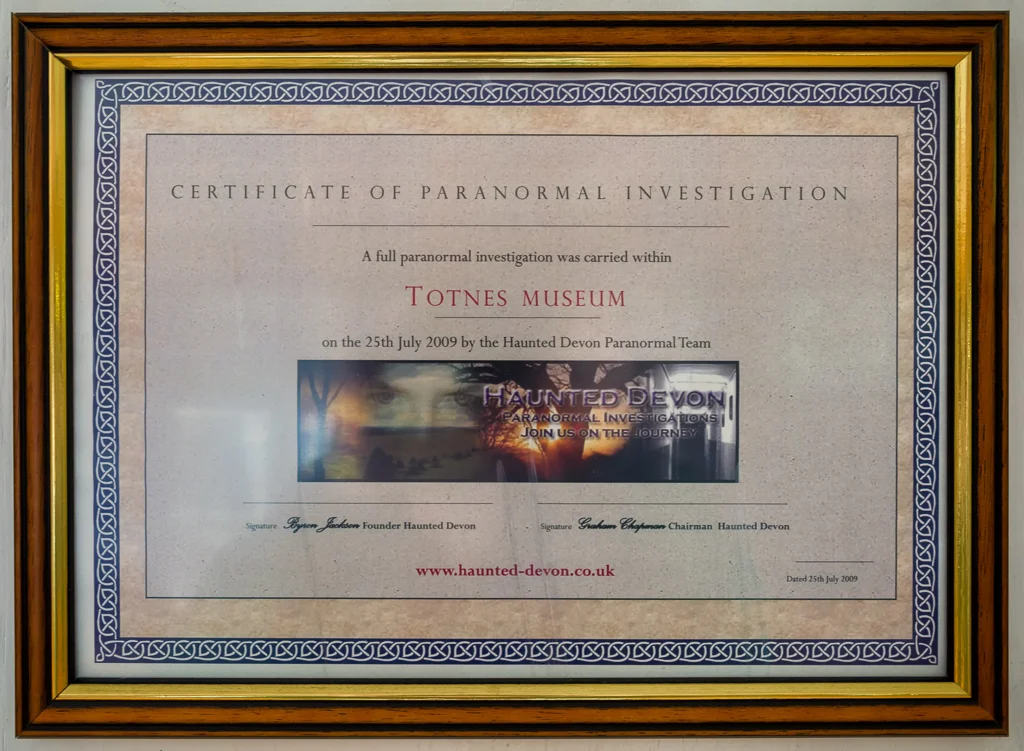 CERTIFICATE OF PARANORMAL INVESTIGATION
A full paranormal investigation was carried within
TOTNES MUSEUM
on the 25th July 2009 by the Haunted Devon Paranormal Team
HAUNTED DEVON
PARANORMAL INVESTIGATIONS
JOIN US ON THE JOURNEY
Signature Byron Jackson Founder Haunted Devon
Signature Graham Chapman Chairman Haunted Devon
www.haunted-devon.co.uk
Dated 25th July 2009